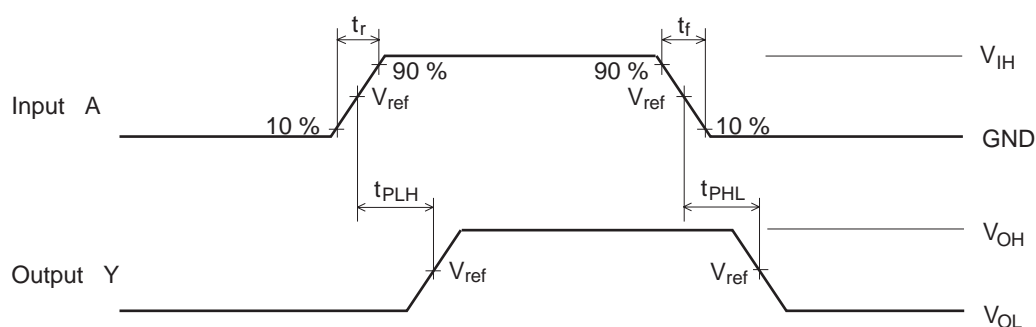 tr
tf
VIH
90 %
90 %
Input A
Vref
Vref
10 %
10 %
GND
tPLH
tPHL
VOH
Output Y
Vref
Vref
VOL